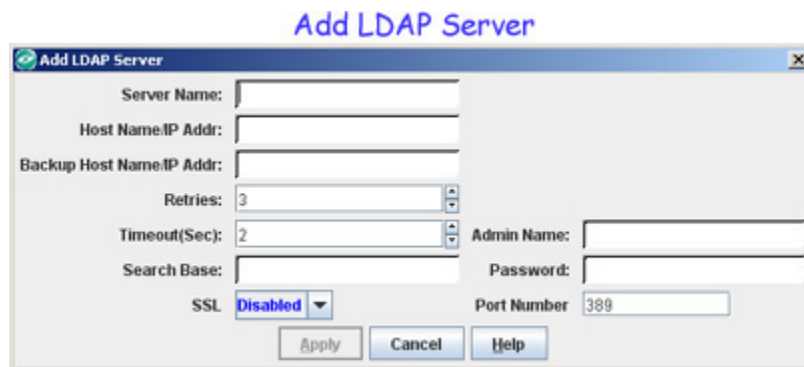 Add LDAP Server
Add LDAP Server
Server Name:
Host Name/IP Addr:
Backup Host Name/IP Addr:
Retries: 3
Timeout(Sec): 2 Admin Name:
Search Base: Password:
SSL Disabled Port Number 389
Apply Cancel Help